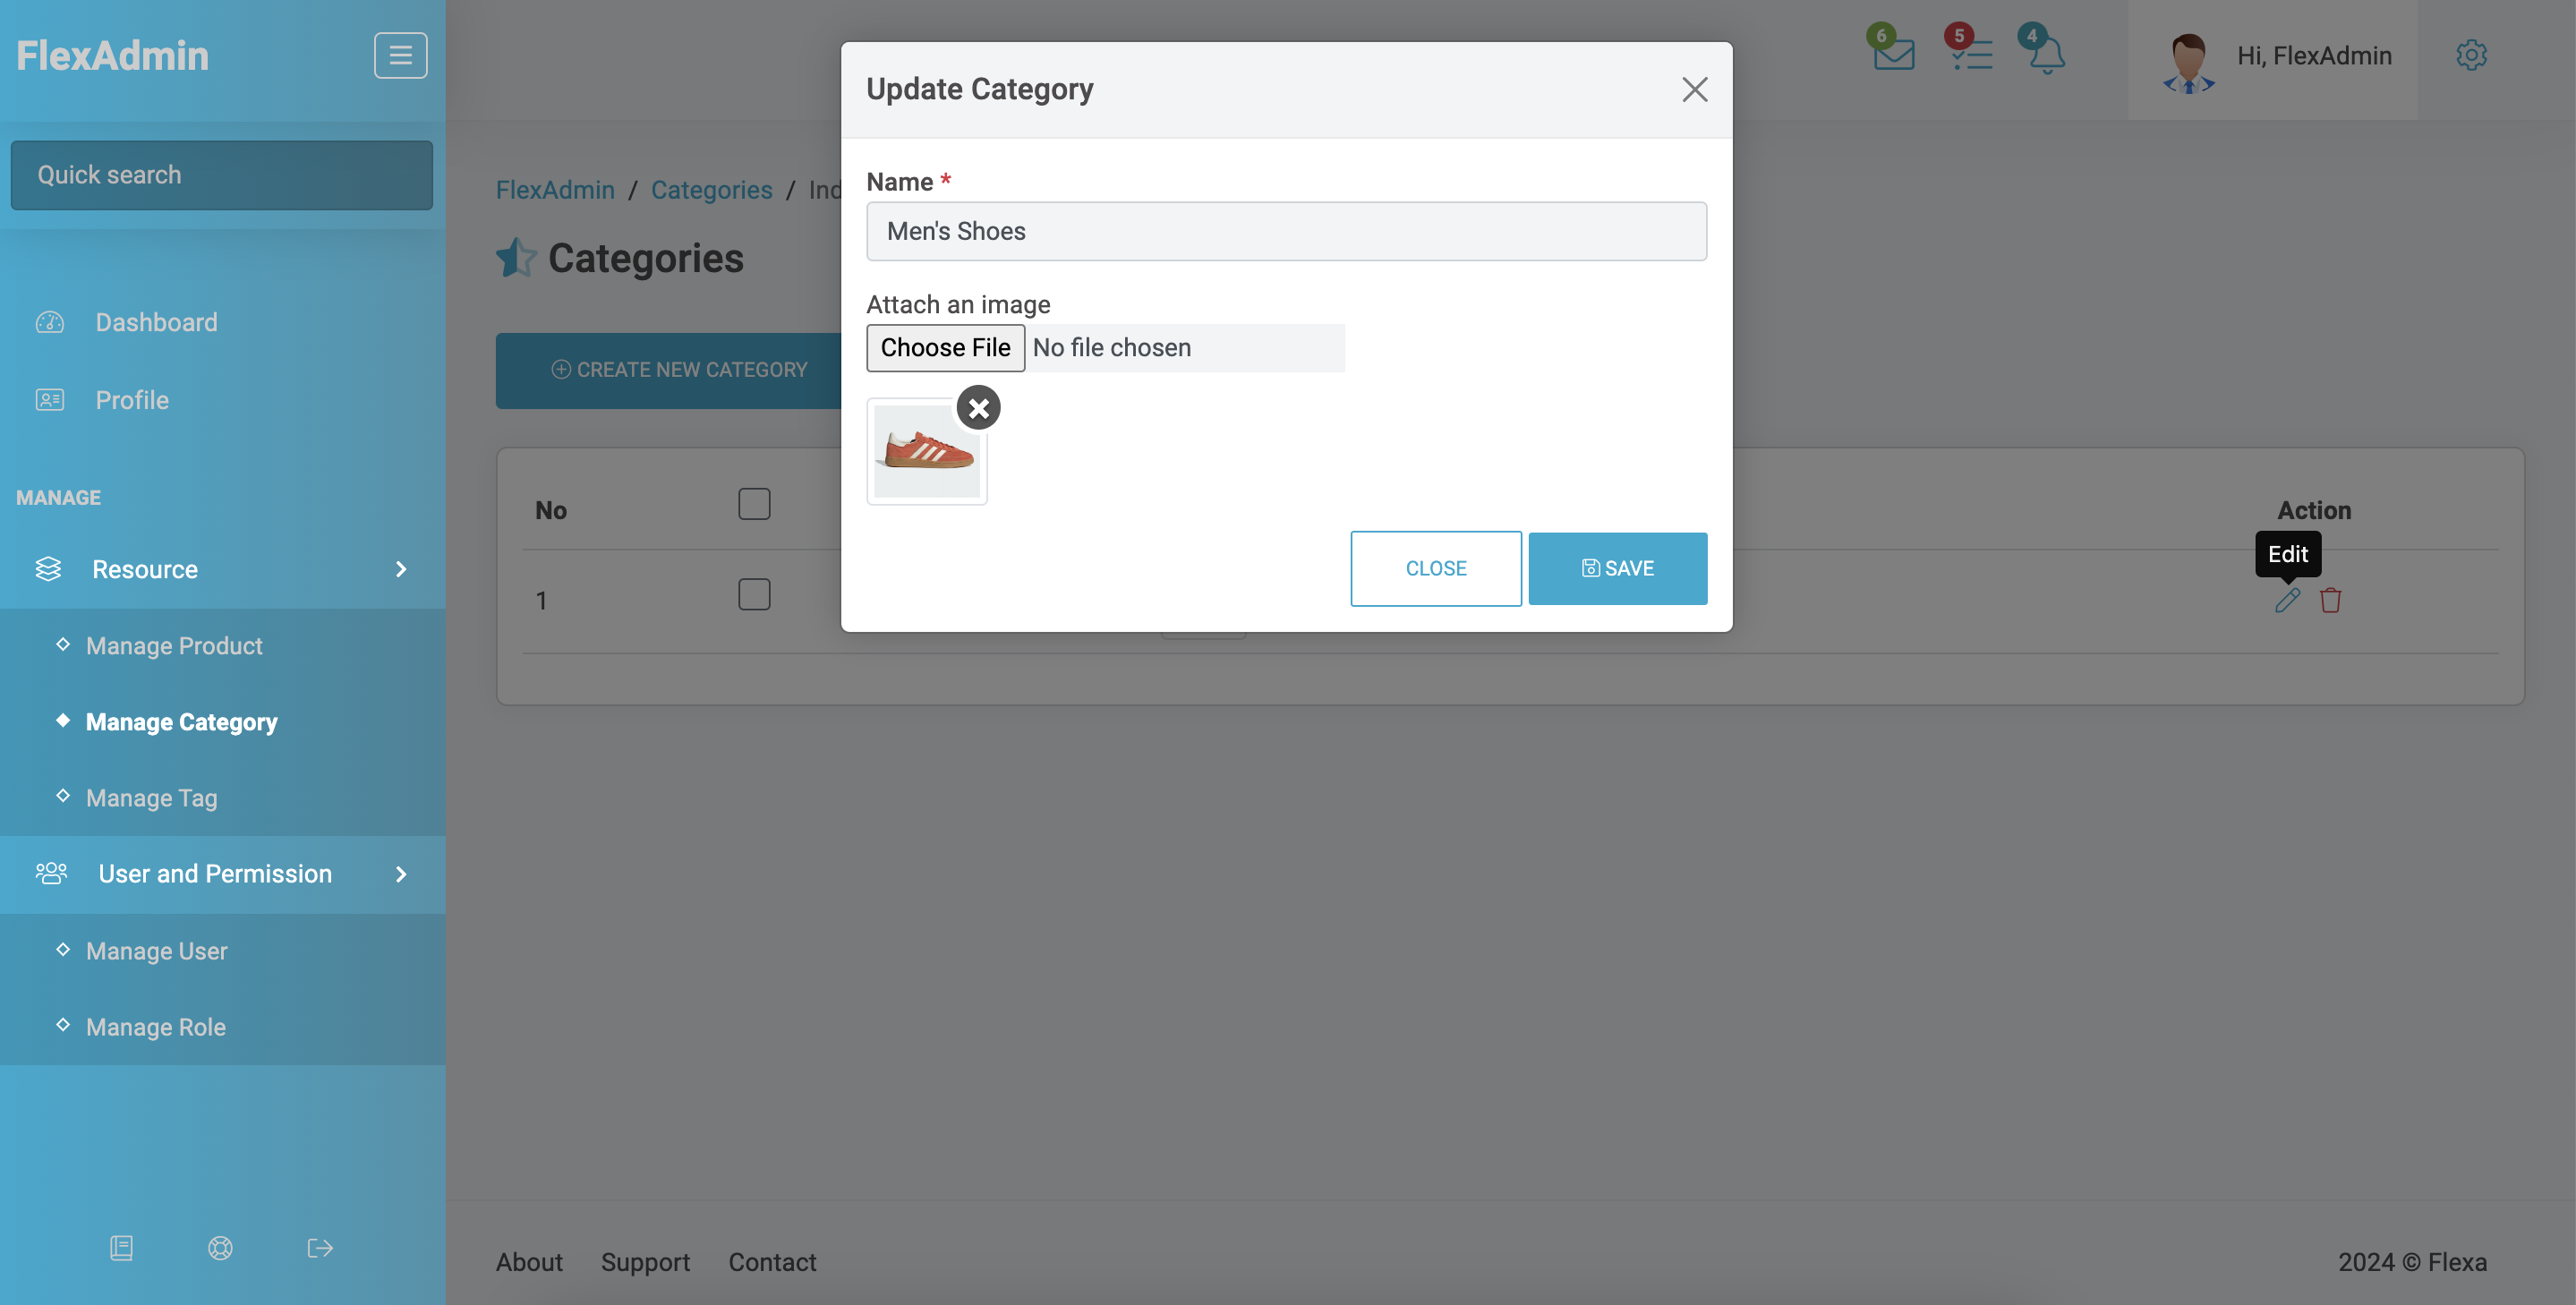 FlexAdmin
Quick search
Dashboard
Profile
MANAGE
Resource
Manage Product
Manage Category
Manage Tag
User and Permission
Manage User
Manage Role
6
5
4
Hi, FlexAdmin
FlexAdmin / Categories / Ind
Categories
CREATE NEW CATEGORY
No
Action
1
Edit
Update Category
Name *
Men's Shoes
Attach an image
Choose File No file chosen
CLOSE
SAVE
About Support Contact
2024 © Flexa